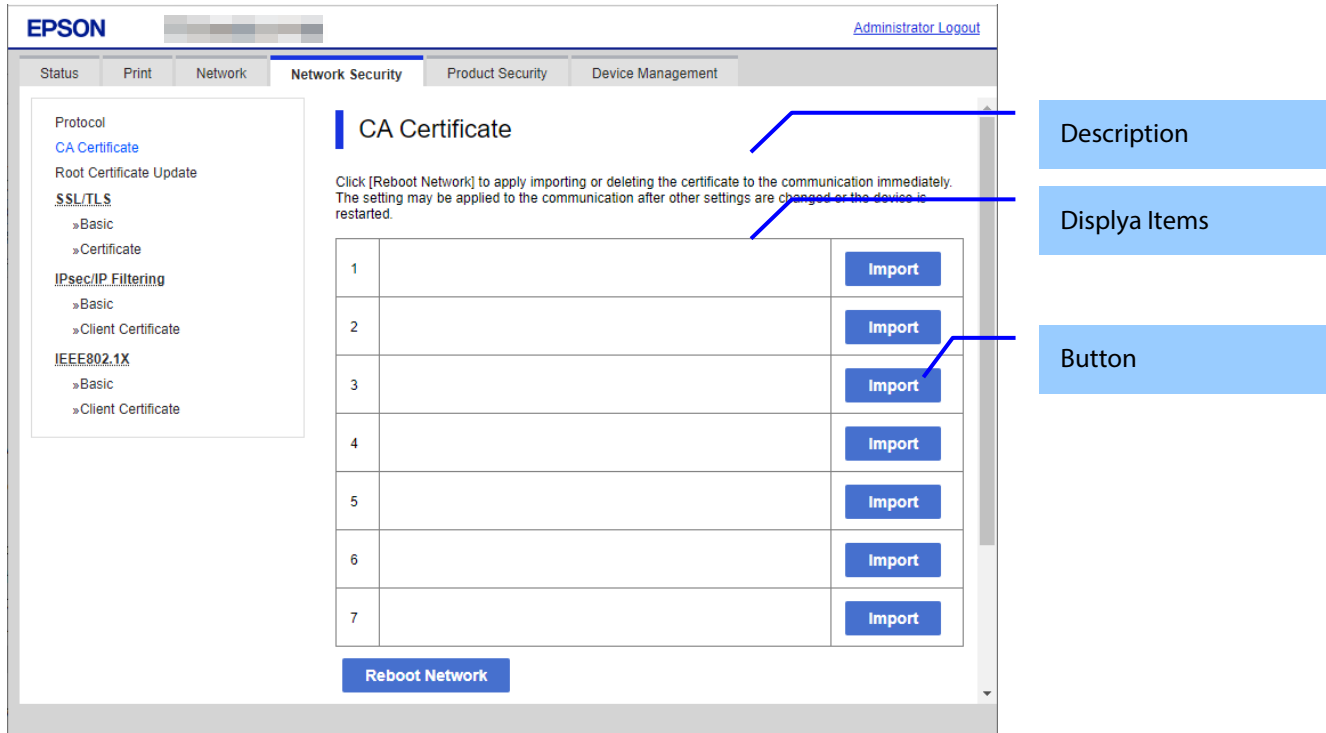 EPSON
Administrator Logout
Status Print Network Network Security Product Security Device Management
Protocol
CA Certificate
Root Certificate Update
SSL/TLS
»Basic
»Certificate
IPsec/IP Filtering
»Basic
»Client Certificate
IEEE802.1X
»Basic
»Client Certificate
CA Certificate
Click [Reboot Network] to apply importing or deleting the certificate to the communication immediately.
The setting may be applied to the communication after other settings are changed or the device is
restarted.
1 Import
2 Import
3 Import
4 Import
5 Import
6 Import
7 Import
Reboot Network
Description
Displya Items
Button